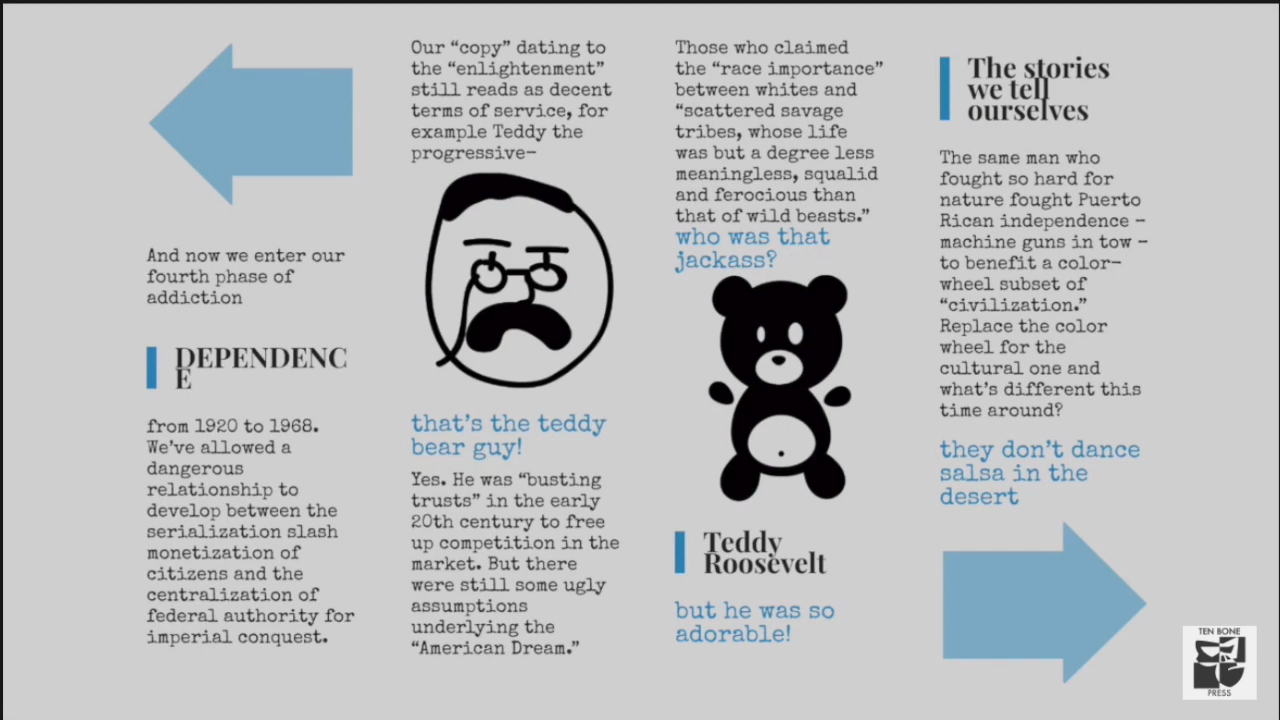 And now we enter our
fourth phase of
addiction
DEPENDENC
E
from 1920 to 1968.
We've allowed a
dangerous
relationship to
develop between the
serialization slash
monetization of
citizens and the
centralization of
federal authority for
imperial conquest.
Our “copy” dating to
the “enlightenment”
still reads as decent
terms of service, for
example Teddy the
progressive–
that's the teddy
bear guy!
Yes. He was “busting
trusts” in the early
20th century to free
up competition in the
market. But there
were still some ugly
assumptions
underlying the
“American Dream.”
Those who claimed
the “race importance”
between whites and
“scattered savage
tribes, whose life
was but a degree less
meaningless, squalid
and ferocious than
that of wild beasts.”
who was that
jackass?
Teddy
Roosevelt
but he was so
adorable!
The stories
we tell
ourselves
The same man who
fought so hard for
nature fought Puerto
Rican independence –
machine guns in tow –
to benefit a color–
wheel subset of
“civilization.”
Replace the color
wheel for the
cultural one and
what's different this
time around?
they don't dance
salsa in the
desert
TEN BONE
PRESS